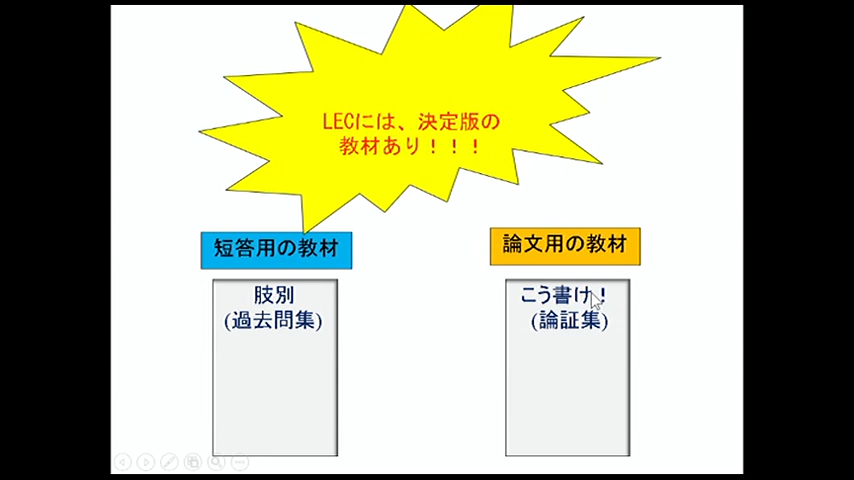 LECには、決定版の
教材あり！！！
短答用の教材
論文用の教材
肢別
(過去問集)
こう書け！
(論証集)